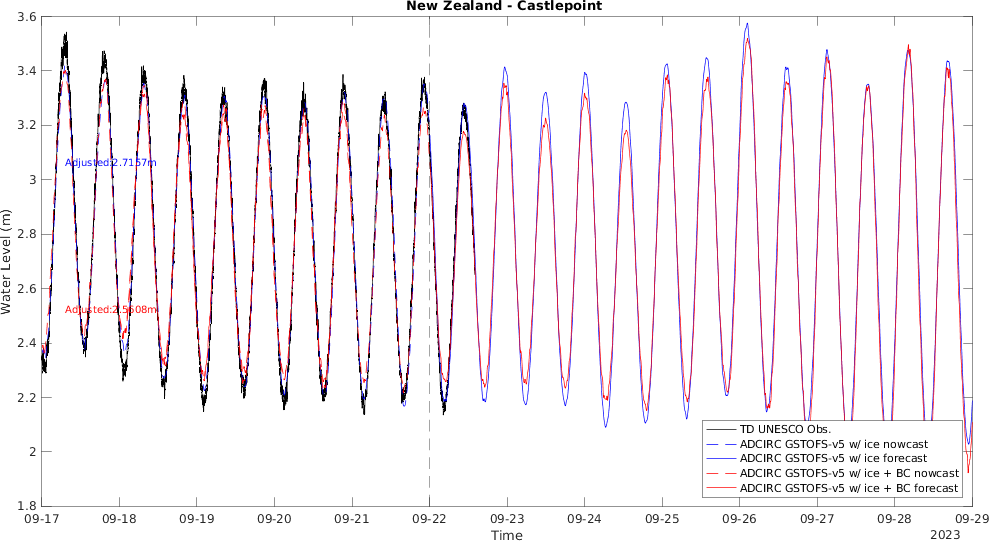 New Zealand - Castlepoint
Water Level (m)
3.6
3.4
3.2
3
2.8
2.6
2.4
2.2
2
1.8
Adjusted:2.7157m
Adjusted:2.5608m
TD UNESCO Obs.
ADCIRC GSTOFS-v5 w/ ice nowcast
ADCIRC GSTOFS-v5 w/ ice forecast
ADCIRC GSTOFS-v5 w/ ice + BC nowcast
ADCIRC GSTOFS-v5 w/ ice + BC forecast
09-17 09-18 09-19 09-20 09-21 09-22 09-23 09-24 09-25 09-26 09-27 09-28 09-29
Time
2023